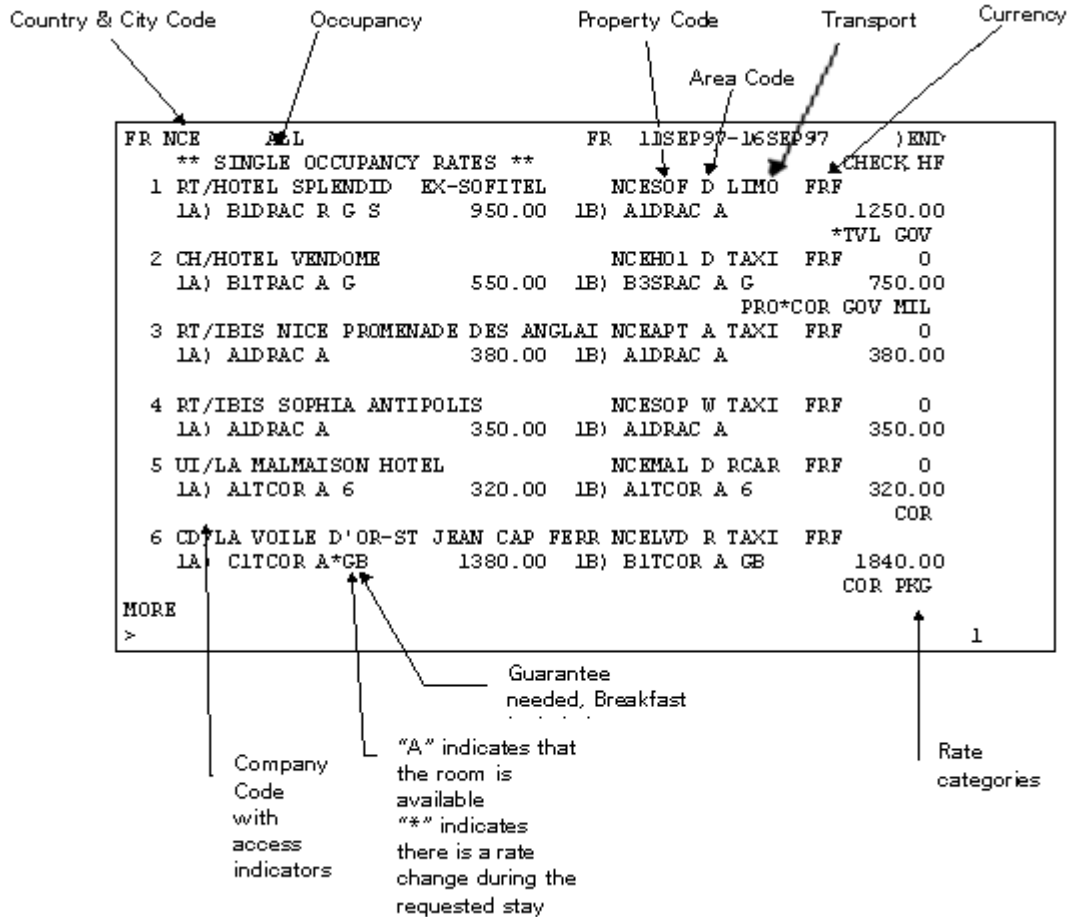 Country & City Code Occupancy Property Code Transport Currency
Area Code
FR NCE ALL FR 11SEP97-16SEP97 )END
** SINGLE OCCUPANCY RATES ** CHECK HF
1 RT/HOTEL SPLENDID EX-SOFITEL NCESOF D LIMO FRF
1A) B1DRAC R G S 950.00 1B) A1DRAC A 1250.00
*TVL GOV
2 CH/HOTEL VENDOME NCEHO1 D TAXI FRF 0
1A) B1TRAC A G 550.00 1B) B3SRAC A G 750.00
PRO*COR GOV MIL
3 RT/IBIS NICE PROMENADE DES ANGLAI NCEAPT A TAXI FRF 0
1A) A1DRAC A 380.00 1B) A1DRAC A 380.00
4 RT/IBIS SOPHIA ANTIPOLIS NCESOP W TAXI FRF 0
1A) A1DRAC A 350.00 1B) A1DRAC A 350.00
5 UI/LA MALMAISON HOTEL NCEMAL D RCAR FRF 0
1A) A1TCOR A 6 320.00 1B) A1TCOR A 6 320.00
COR
6 CD/LA VOILE D'OR-ST JEAN CAP FERR NCELVD R TAXI FRF
1A) C1TCOR A*GB 1380.00 1B) B1TCOR A GB 1840.00
COR PKG
MORE
> 1
Guarantee
needed, Breakfast
Company
Code
with
access
indicators
"A" indicates that
the room is
available
"*" indicates
there is a rate
change during the
requested stay
Rate
categories